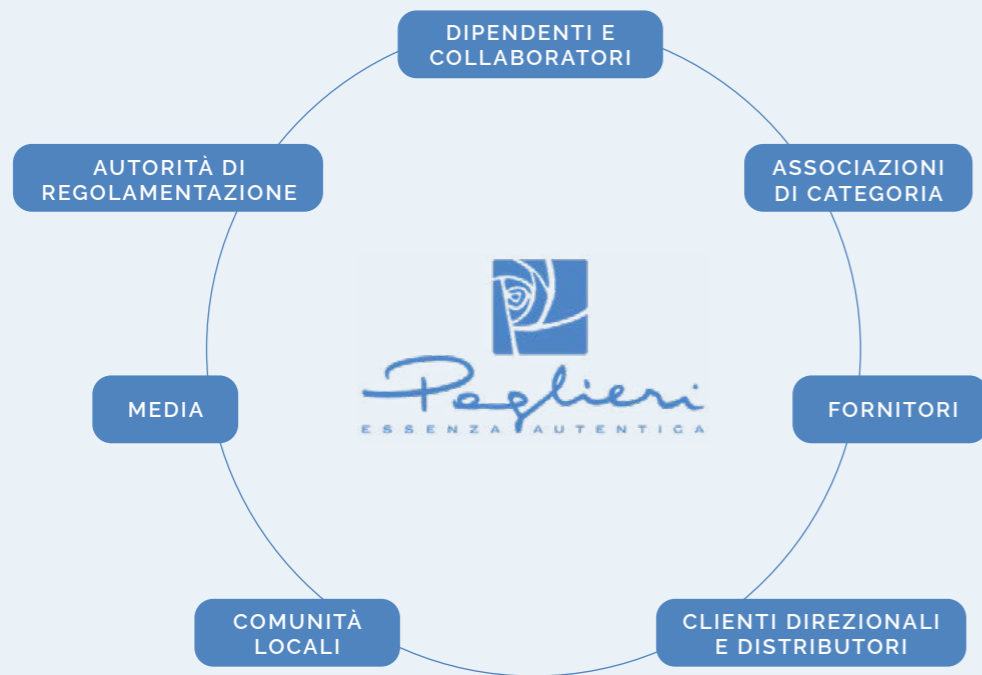 DIPENDENTI E
COLLABORATORI
AUTORITÀ DI
REGOLAMENTAZIONE
ASSOCIAZIONI
DI CATEGORIA
Paglieri
ESSENZA AUTENTICA
MEDIA
FORNITORI
COMUNITÀ
LOCALI
CLIENTI DIREZIONALI
E DISTRIBUTORI